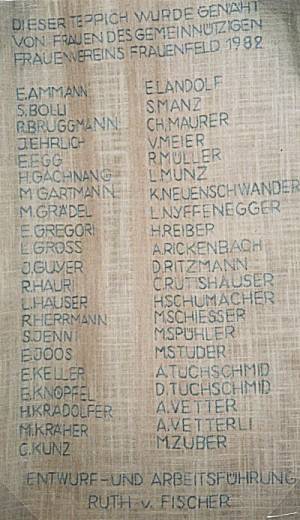 DIESER TEPPICH WURDE GENÄHT
VON FRAUEN DES GEMEINNÜTZIGEN
FRAUENVEREINS FRAUENFELD 1982
E.AMMANN
S.BOLLI
R.BRUGGMANN
J.EHRLICH
E.EGG
H.GACHNANG
M.GARTMANN
M.GRÄDEL
E.GREGORI
L.GROSS
J.GUYER
R.HAURI
L.HAUSER
R.HERRMANN
S.JENNI
E.JOOS
E.KELLER
E.KNÖPFEL
H.KRADOLFER
M.KRÄHER
C.KUNZ
E.LANDOLF
S.MANZ
CH.MAURER
V.MEIER
R.MÜLLER
L.MUNZ
K.NEUENSCHWANDER
L.NYFFENEGGER
H.REIBER
A.RICKENBACH
D.RITZMANN
C.RUTISHAUSER
H.SCHUMACHER
M.SCHIESSER
M.SPÜHLER
M.STUDER
A.TUCHSCHMID
D.TUCHSCHMID
A.VETTER
A.VETTERLI
M.ZUBER
ENTWURF-UND ARBEITSFÜHRUNG
RUTH v. FISCHER